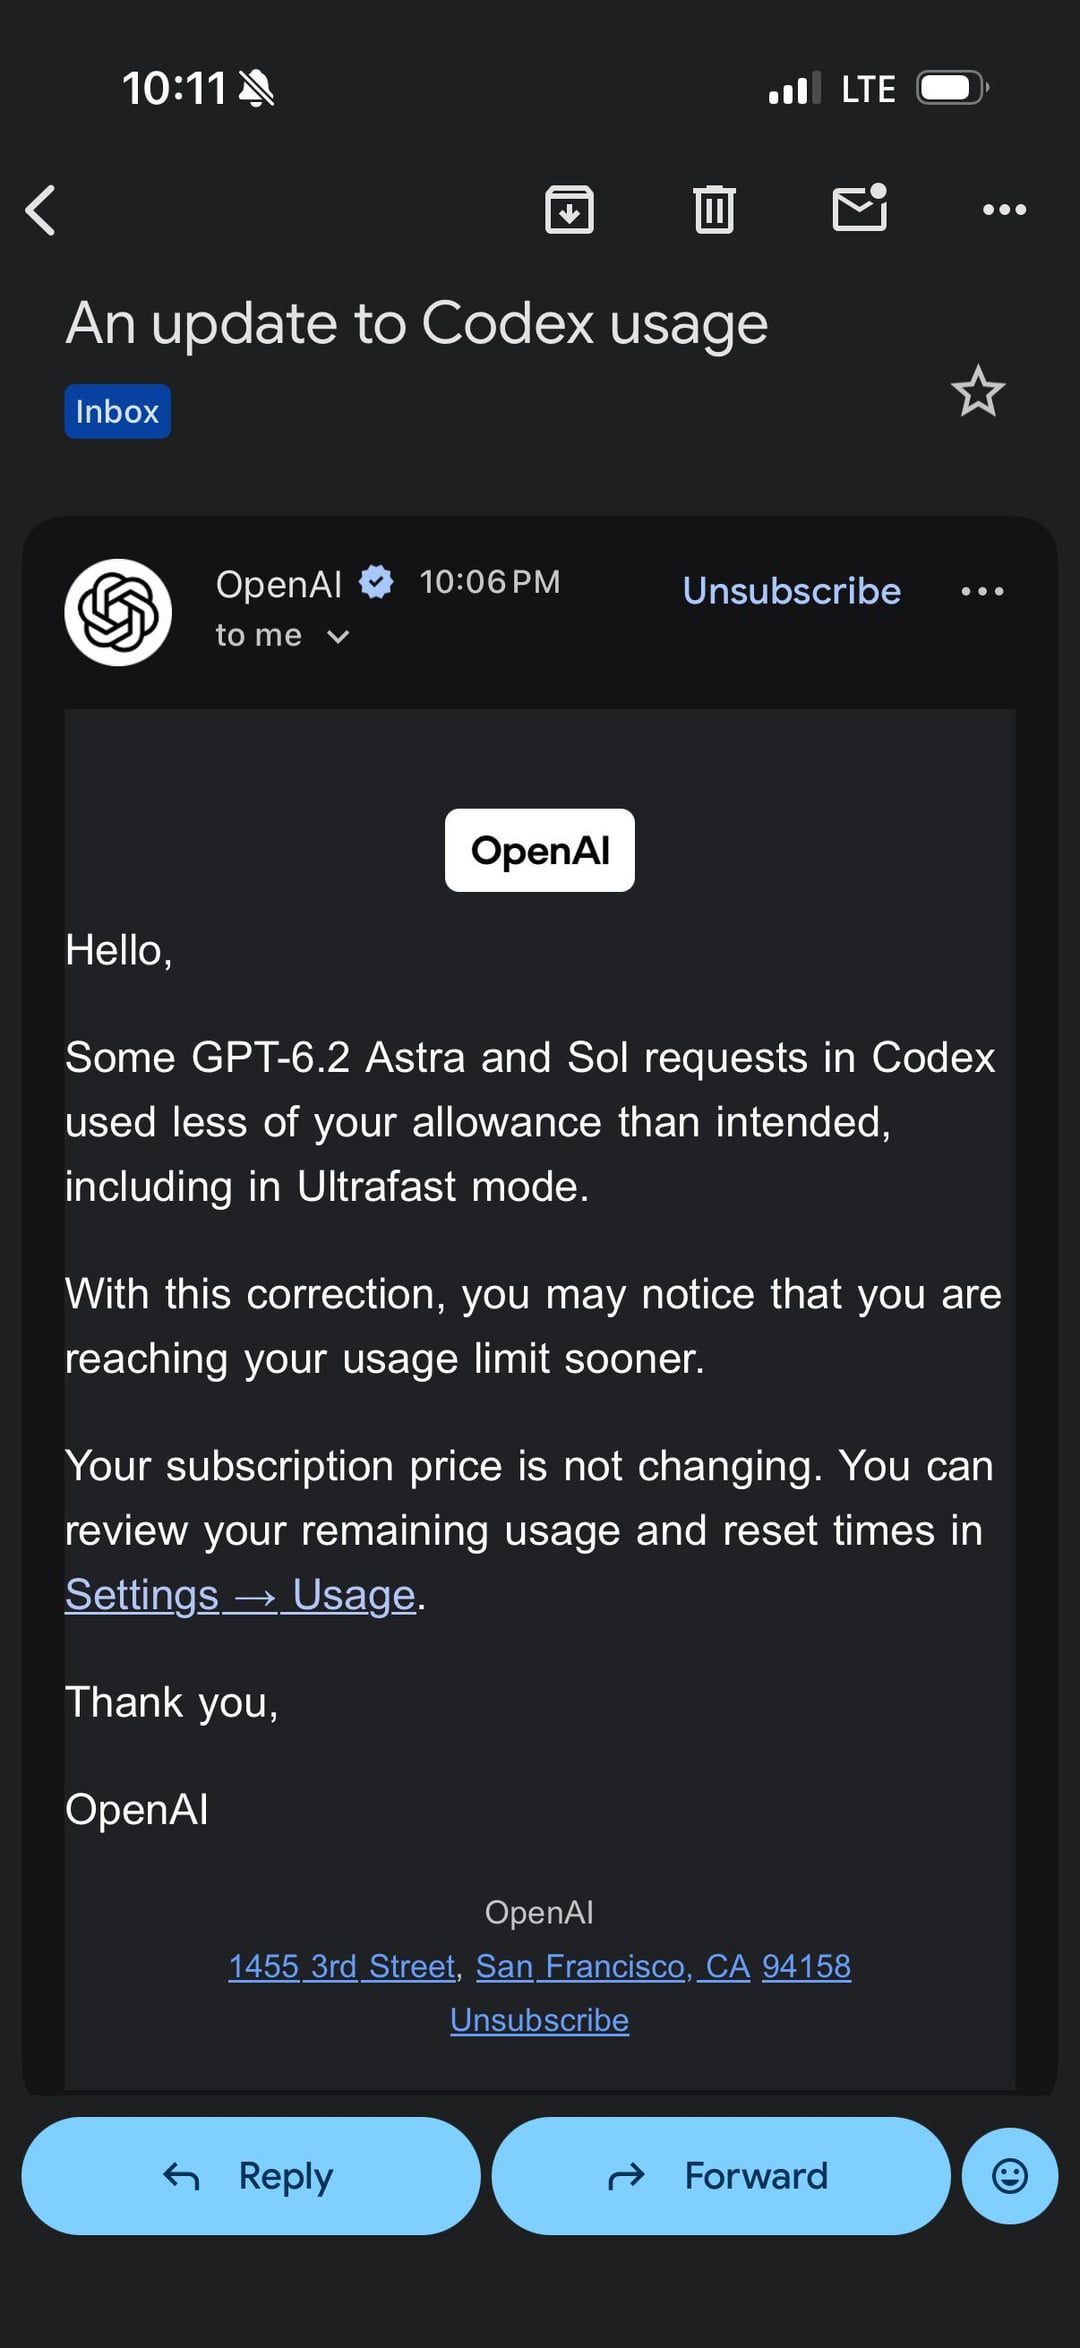 10:11
LTE
An update to Codex usage
Inbox
OpenAI 10:06 PM Unsubscribe
to me
OpenAI
Hello,
Some GPT-6.2 Astra and Sol requests in Codex
used less of your allowance than intended,
including in Ultrafast mode.
With this correction, you may notice that you are
reaching your usage limit sooner.
Your subscription price is not changing. You can
review your remaining usage and reset times in
Settings → Usage.
Thank you,
OpenAI
OpenAI
1455 3rd Street, San Francisco, CA 94158
Unsubscribe
Reply
Forward